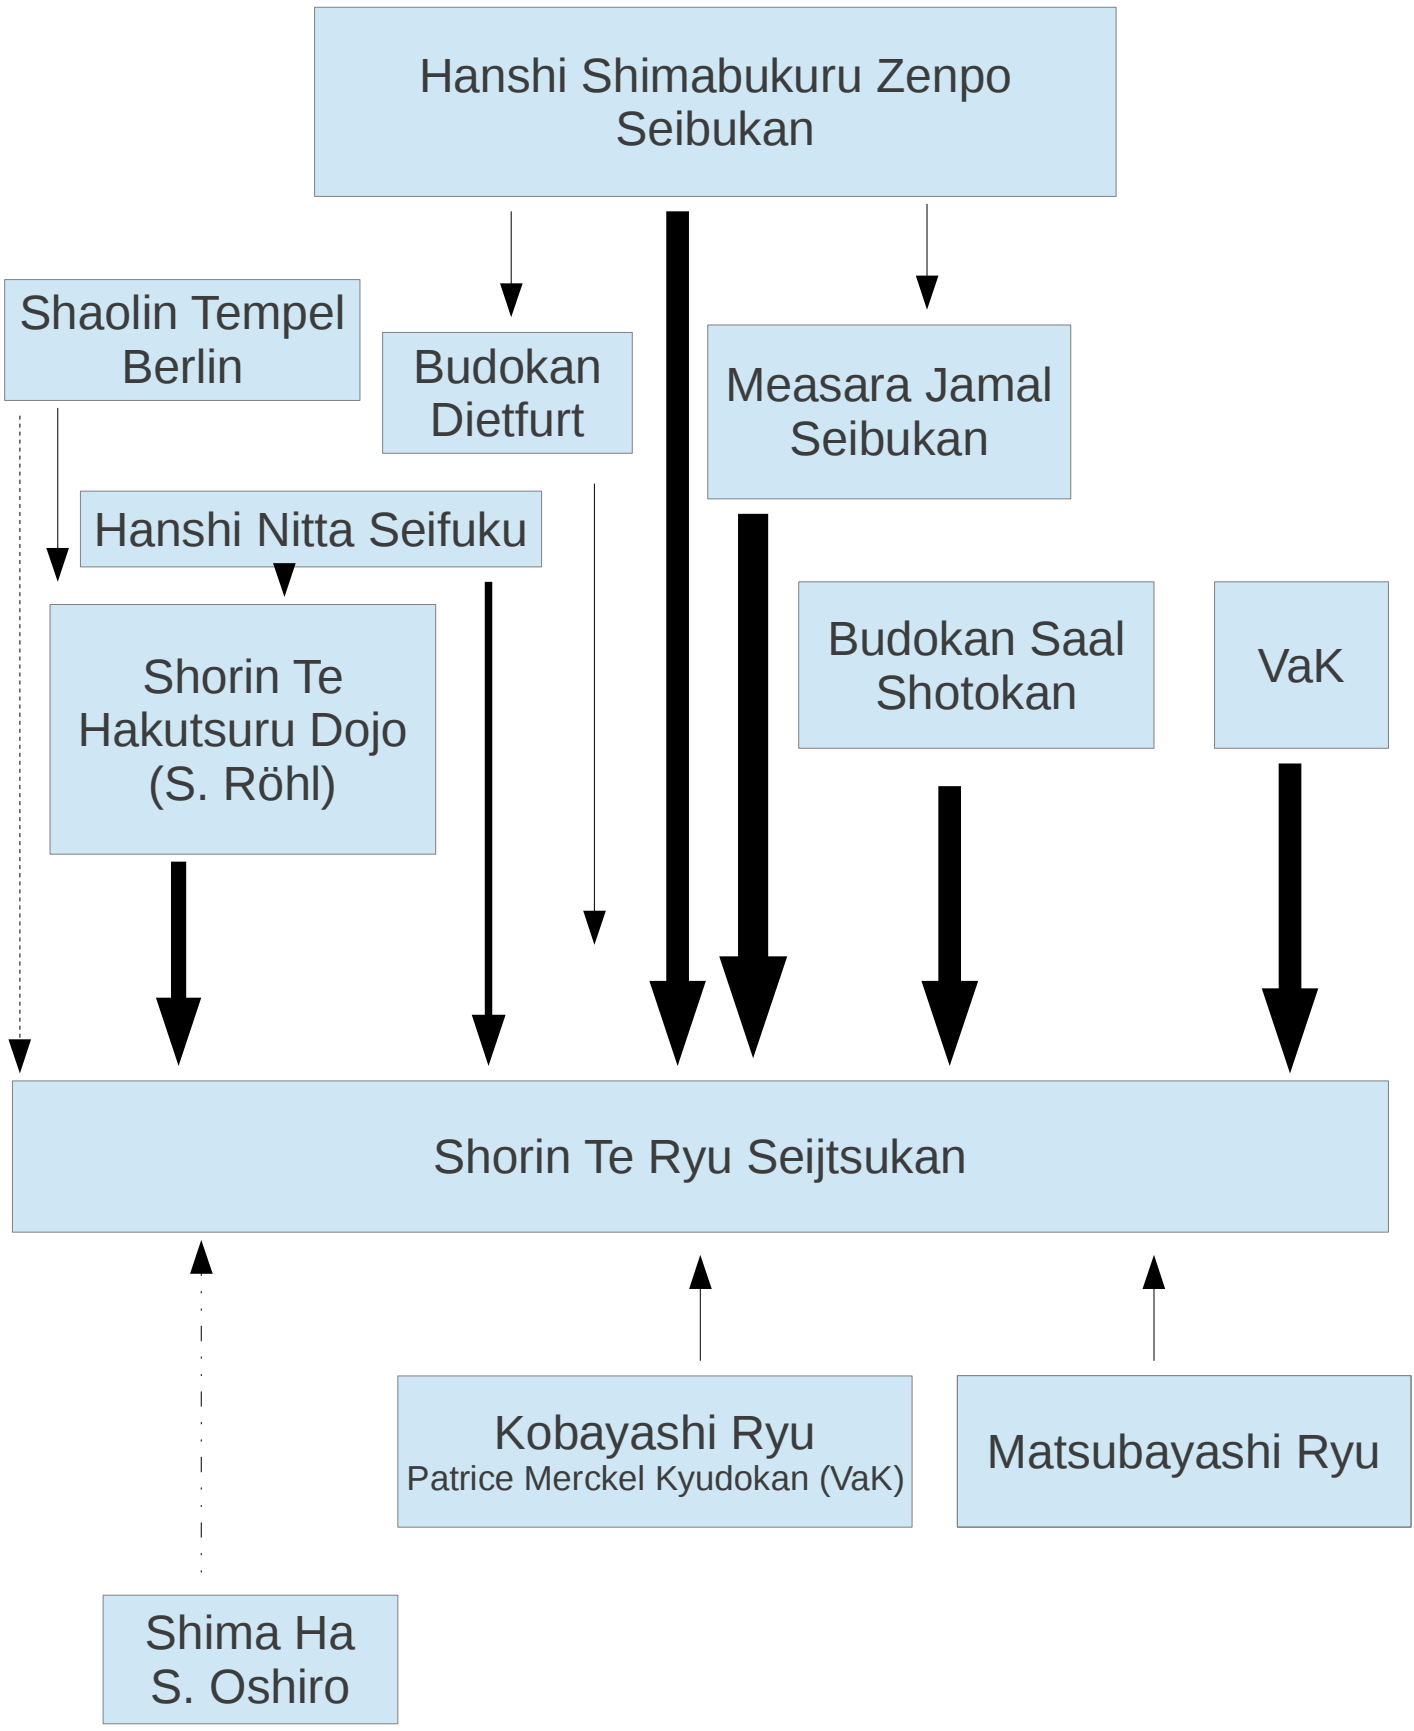 Hanshi Shimabukuru Zenpo
Seibukan
Shaolin Tempel
Berlin
Budokan
Dietfurt
Measara Jamal
Seibukan
Hanshi Nitta Seifuku
Shorin Te
Hakutsuru Dojo
(S. Röhl)
Budokan Saal
Shotokan
VaK
Shorin Te Ryu Seijtsukan
Kobayashi Ryu
Patrice Merckel Kyudokan (VaK)
Matsubayashi Ryu
Shima Ha
S. Oshiro